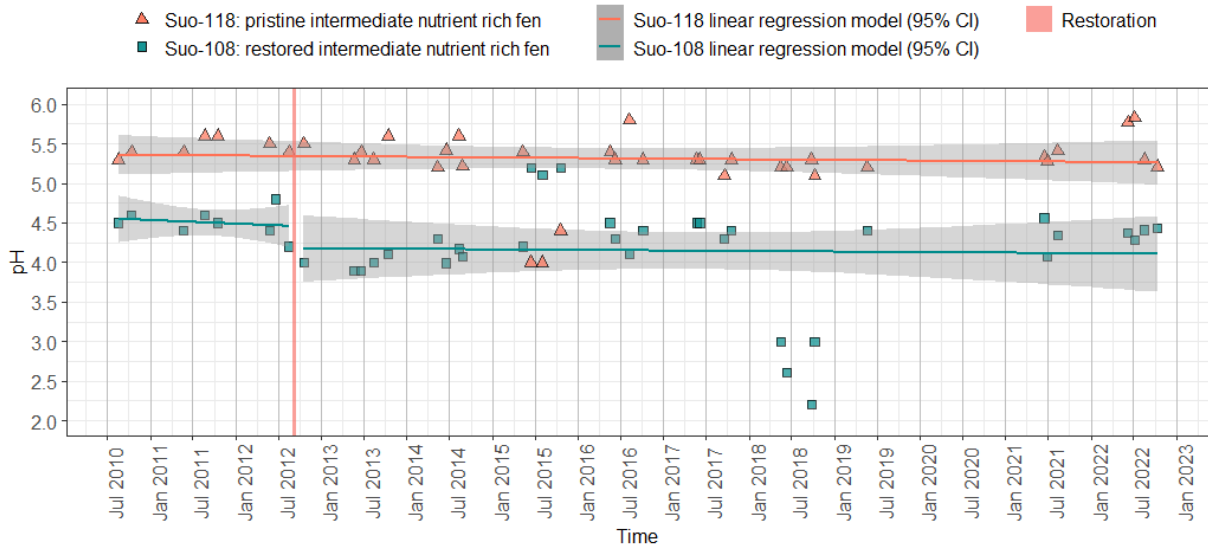 Suo-118: pristine intermediate nutrient rich fen Suo-118 linear regression model (95% CI) Restoration
Suo-108: restored intermediate nutrient rich fen Suo-108 linear regression model (95% CI)
6.0
5.5
5.0
4.5
4.0
3.5
3.0
2.5
2.0
pH
Jul 2010
Jan 2011
Jul 2011
Jan 2012
Jul 2012
Jan 2013
Jul 2013
Jan 2014
Jul 2014
Jan 2015
Jul 2015
Jan 2016
Jul 2016
Jan 2017
Jul 2017
Jan 2018
Jul 2018
Jan 2019
Jul 2019
Jan 2020
Jul 2020
Jan 2021
Jul 2021
Jan 2022
Jul 2022
Jan 2023
Time